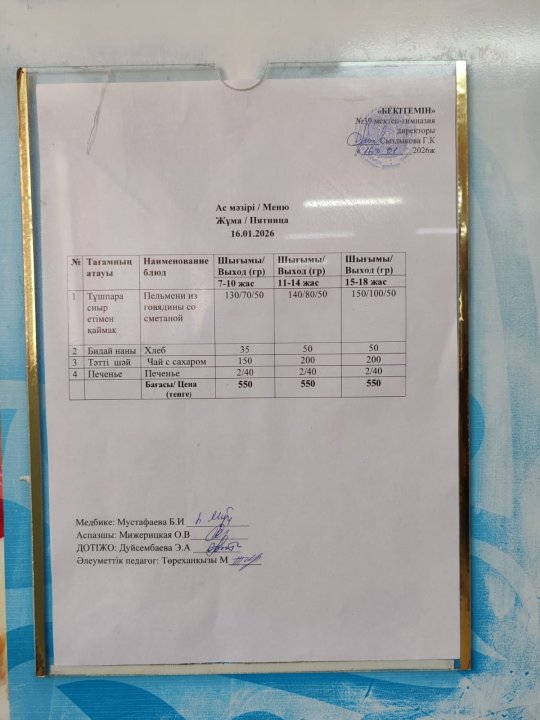 «БЕКІТЕМІН»
№39 мектеп-гимназия
директоры
Сыздыкова Г.К
16 01 2026ж
Ас мәзірі / Меню
Жұма / Пятница
16.01.2026
№ Тағамның атауы Наименование блюд Шығымы/ Выход (гр) Шығымы/ Выход (гр) Шығымы/ Выход (гр)
7-10 жас 11-14 жас 15-18 жас
1 Тұшпара сиыр етімен қаймақ Пельмени из говядины со сметаной 130/70/50 140/80/50 150/100/50
2 Бидай наны Хлеб 35 50 50
3 Тәтті шәй Чай с сахаром 150 200 200
4 Печенье Печенье 2/40 2/40 2/40
Бағасы/ Цена (тенге) 550 550 550
Медбике: Мустафаева Б.И
Аспазшы: Мижерицкая О.В
ДОТІЖО: Дуйсембаева Э.А
Әлеуметтік педагог: Төреханқызы М